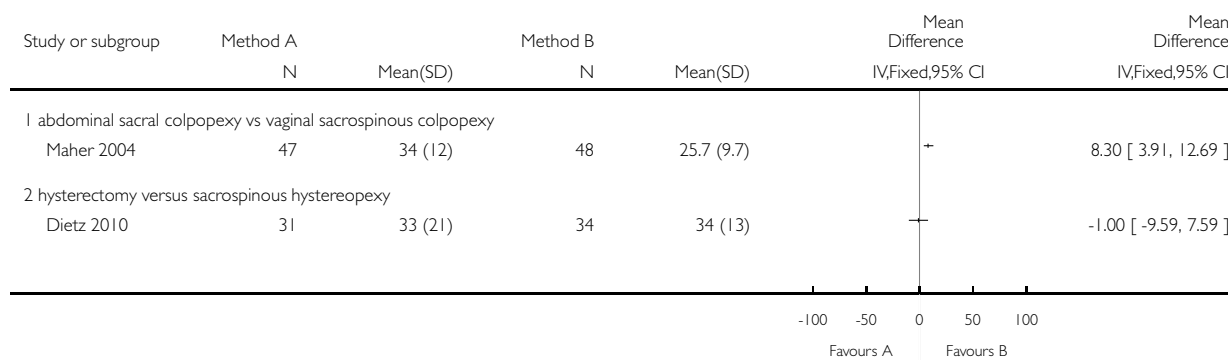 Mean Mean
Study or subgroup Method A Method B Difference Difference
N Mean(SD) N Mean(SD) IV,Fixed,95% CI IV,Fixed,95% CI
1 abdominal sacral colpopexy vs vaginal sacrospinous colpopexy
Maher 2004 47 34 (12) 48 25.7 (9.7) 8.30 [ 3.91, 12.69 ]
2 hysterectomy versus sacrospinous hystereopexy
Dietz 2010 31 33 (21) 34 34 (13) -1.00 [ -9.59, 7.59 ]
-100 -50 0 50 100
Favours A Favours B